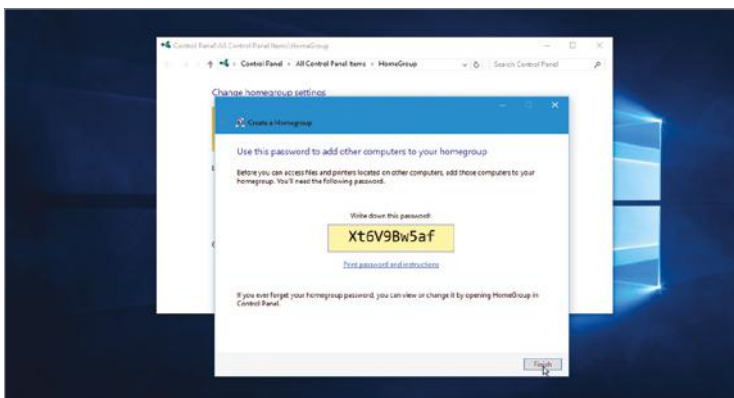 Control Panel\All Control Panel Items\HomeGroup
Control Panel › All Control Panel Items › HomeGroup
Search Control Panel
Change homegroup settings
Create a Homegroup
Use this password to add other computers to your homegroup
Before you can access files and printers located on other computers, add those computers to your
homegroup. You'll need the following password.
Write down this password:
Xt6V9Bw5af
Print password and instructions
If you ever forget your homegroup password, you can view or change it by opening HomeGroup in
Control Panel.
Finish